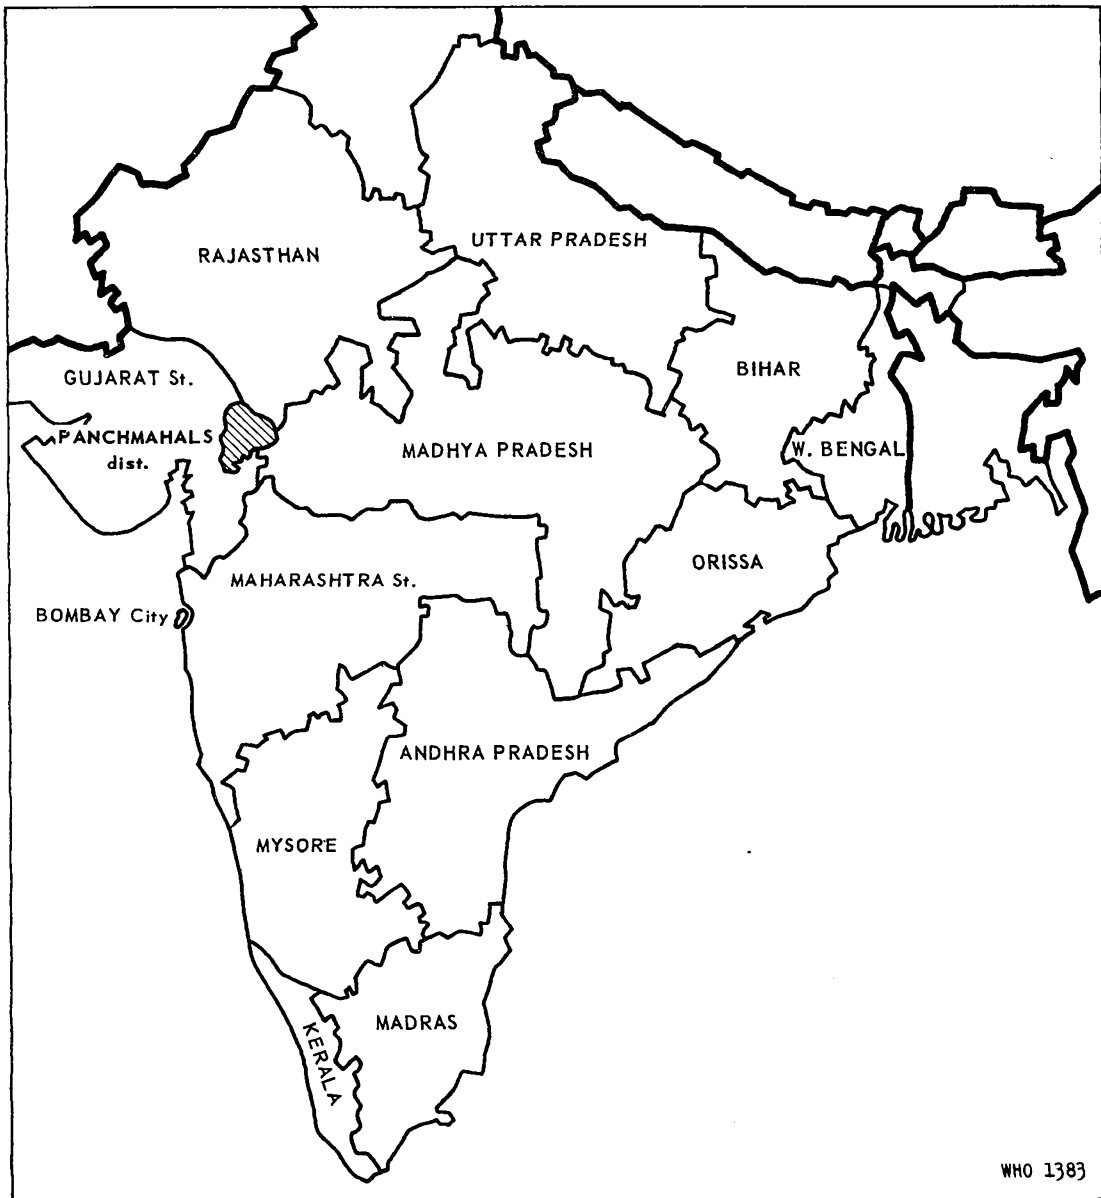 RAJASTHAN
UTTAR PRADESH
GUJARAT St.
BIHAR
PANCHMAHALS
dist.
MADHYA PRADESH
W. BENGAL
ORISSA
MAHARASHTRA St.
BOMBAY City
ANDHRA PRADESH
MYSORE
MADRAS
KERALA
WHO 1383